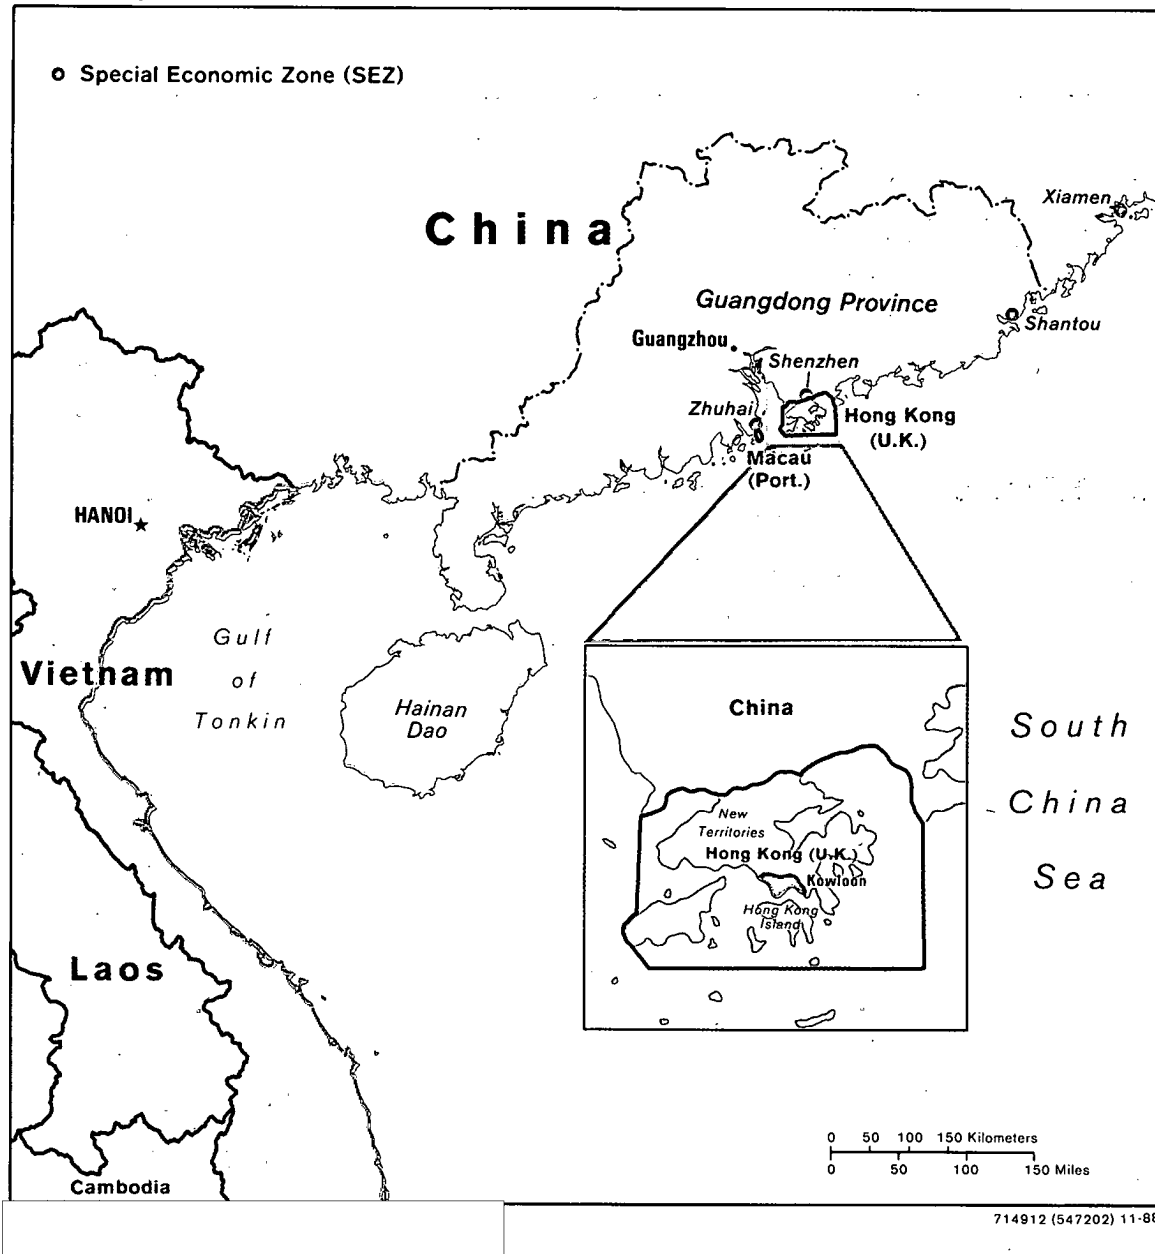 Special Economic Zone (SEZ)
China
Xiamen
Guangdong Province
Shantou
Guangzhou
Shenzhen
Zhuhai
Hong Kong
(U.K.)
Macau
(Port.)
HANOI
Gulf
of
Tonkin
Vietnam
Hainan
Dao
China
South
China
Sea
New
Territories
Hong Kong (U.K.)
Kowloon
Hong Kong
Island
Laos
Cambodia
0 50 100 150 Kilometers
0 50 100 150 Miles
714912 (547202) 11-88